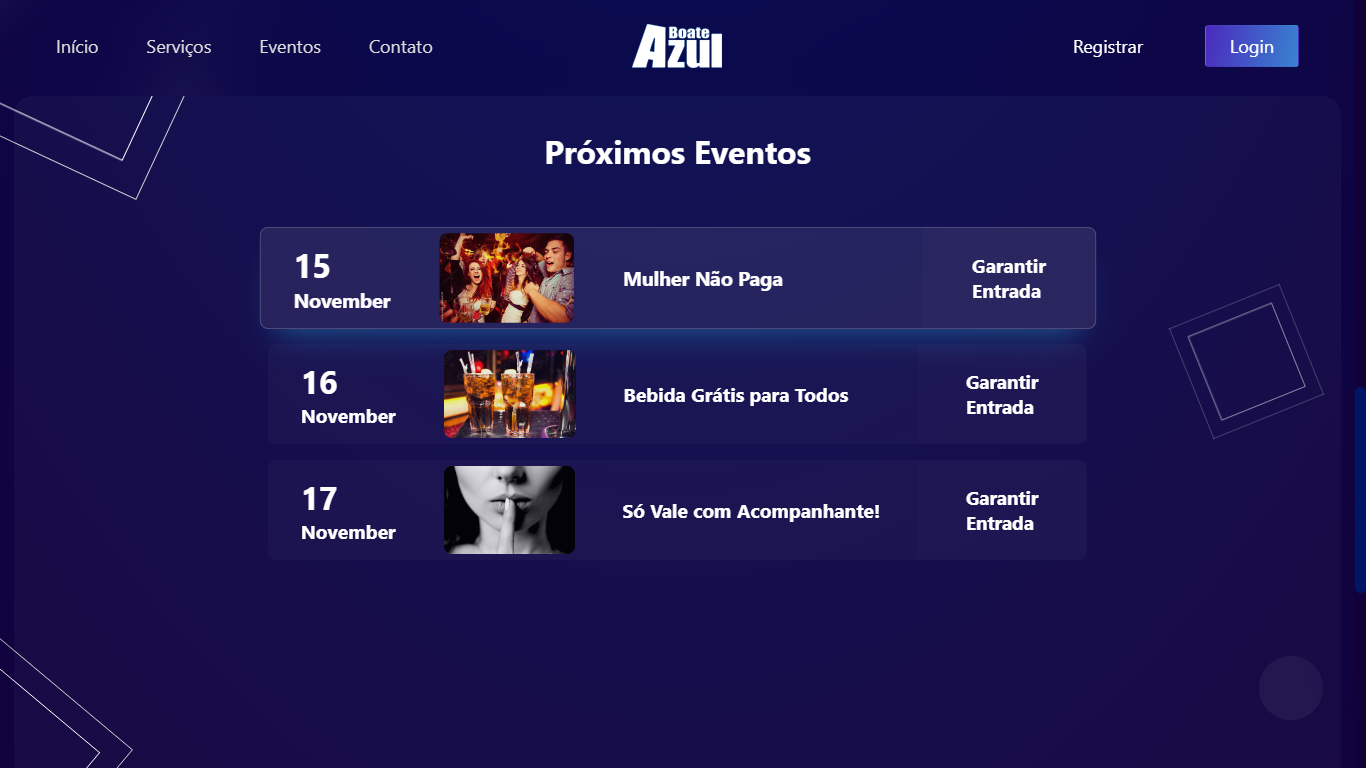 Início
Serviços
Eventos
Contato
Boate
Azul
Registrar
Login
Próximos Eventos
15
November
Mulher Não Paga
Garantir
Entrada
16
November
Bebida Grátis para Todos
Garantir
Entrada
17
November
Só Vale com Acompanhante!
Garantir
Entrada